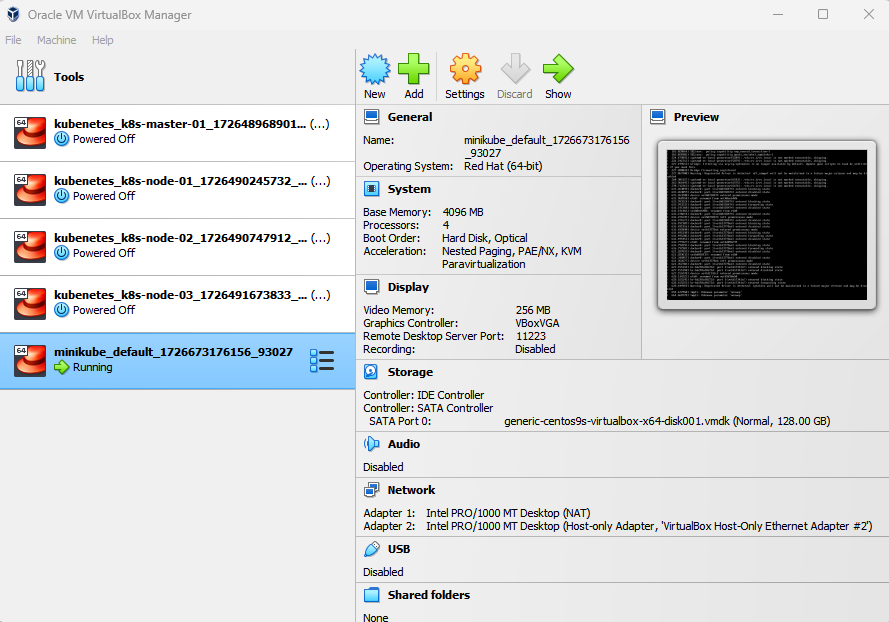 Oracle VM VirtualBox Manager
File Machine Help
Tools
New Add Settings Discard Show
64 kubenetes_k8s-master-01_172648968901... (...)
Powered Off
64 kubenetes_k8s-node-01_1726490245732_... (...)
Powered Off
64 kubenetes_k8s-node-02_1726490747912_... (...)
Powered Off
64 kubenetes_k8s-node-03_1726491673833_... (...)
Powered Off
64 minikube_default_1726673176156_93027
Running
General
Name: minikube_default_1726673176156
_93027
Operating System: Red Hat (64-bit)
System
Base Memory: 4096 MB
Processors: 4
Boot Order: Hard Disk, Optical
Acceleration: Nested Paging, PAE/NX, KVM
Paravirtualization
Display
Video Memory: 256 MB
Graphics Controller: VBoxVGA
Remote Desktop Server Port: 11223
Recording: Disabled
Preview
Storage
Controller: IDE Controller
Controller: SATA Controller
SATA Port 0: generic-centos9s-virtualbox-x64-disk001.vmdk (Normal, 128.00 GB)
Audio
Disabled
Network
Adapter 1: Intel PRO/1000 MT Desktop (NAT)
Adapter 2: Intel PRO/1000 MT Desktop (Host-only Adapter, 'VirtualBox Host-Only Ethernet Adapter #2')
USB
Disabled
Shared folders
None